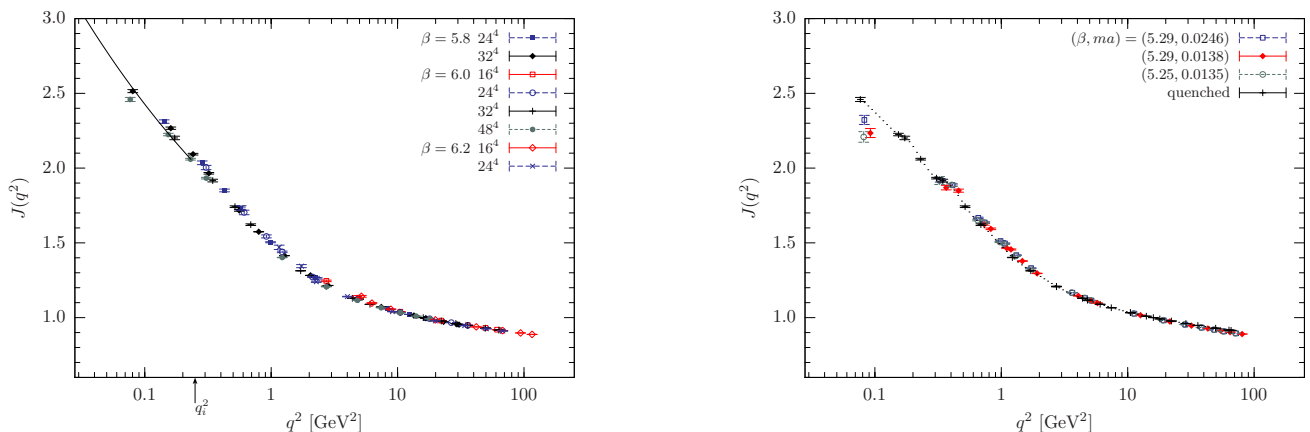 3.0
2.5
2.0
1.5
1.0
J(q²)
0.1
1
10
100
q_i²
q² [GeV²]
β = 5.8 24⁴
32⁴
β = 6.0 16⁴
24⁴
32⁴
48⁴
β = 6.2 16⁴
24⁴
3.0
2.5
2.0
1.5
1.0
J(q²)
0.1
1
10
100
q² [GeV²]
(β, ma) = (5.29, 0.0246)
(5.29, 0.0138)
(5.25, 0.0135)
quenched